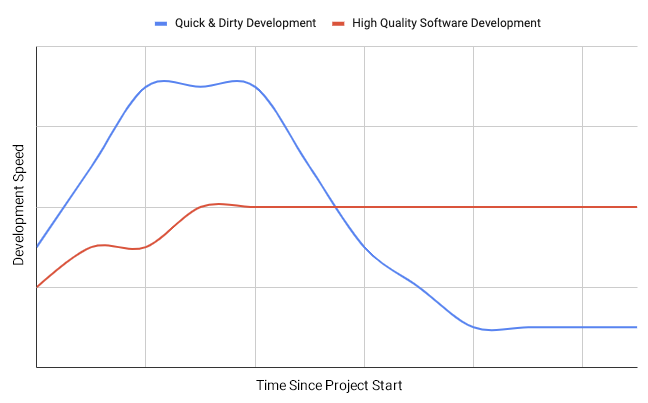 Quick & Dirty Development High Quality Software Development
Development Speed
Time Since Project Start